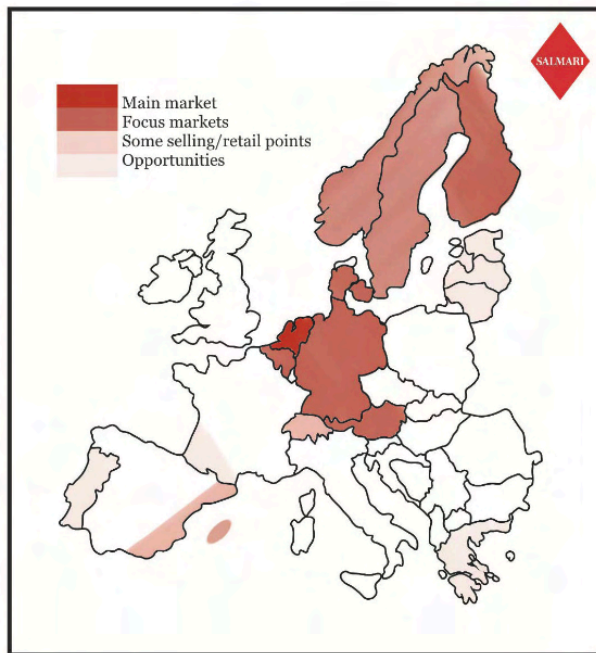 SALMARI
Main market
Focus markets
Some selling/retail points
Opportunities